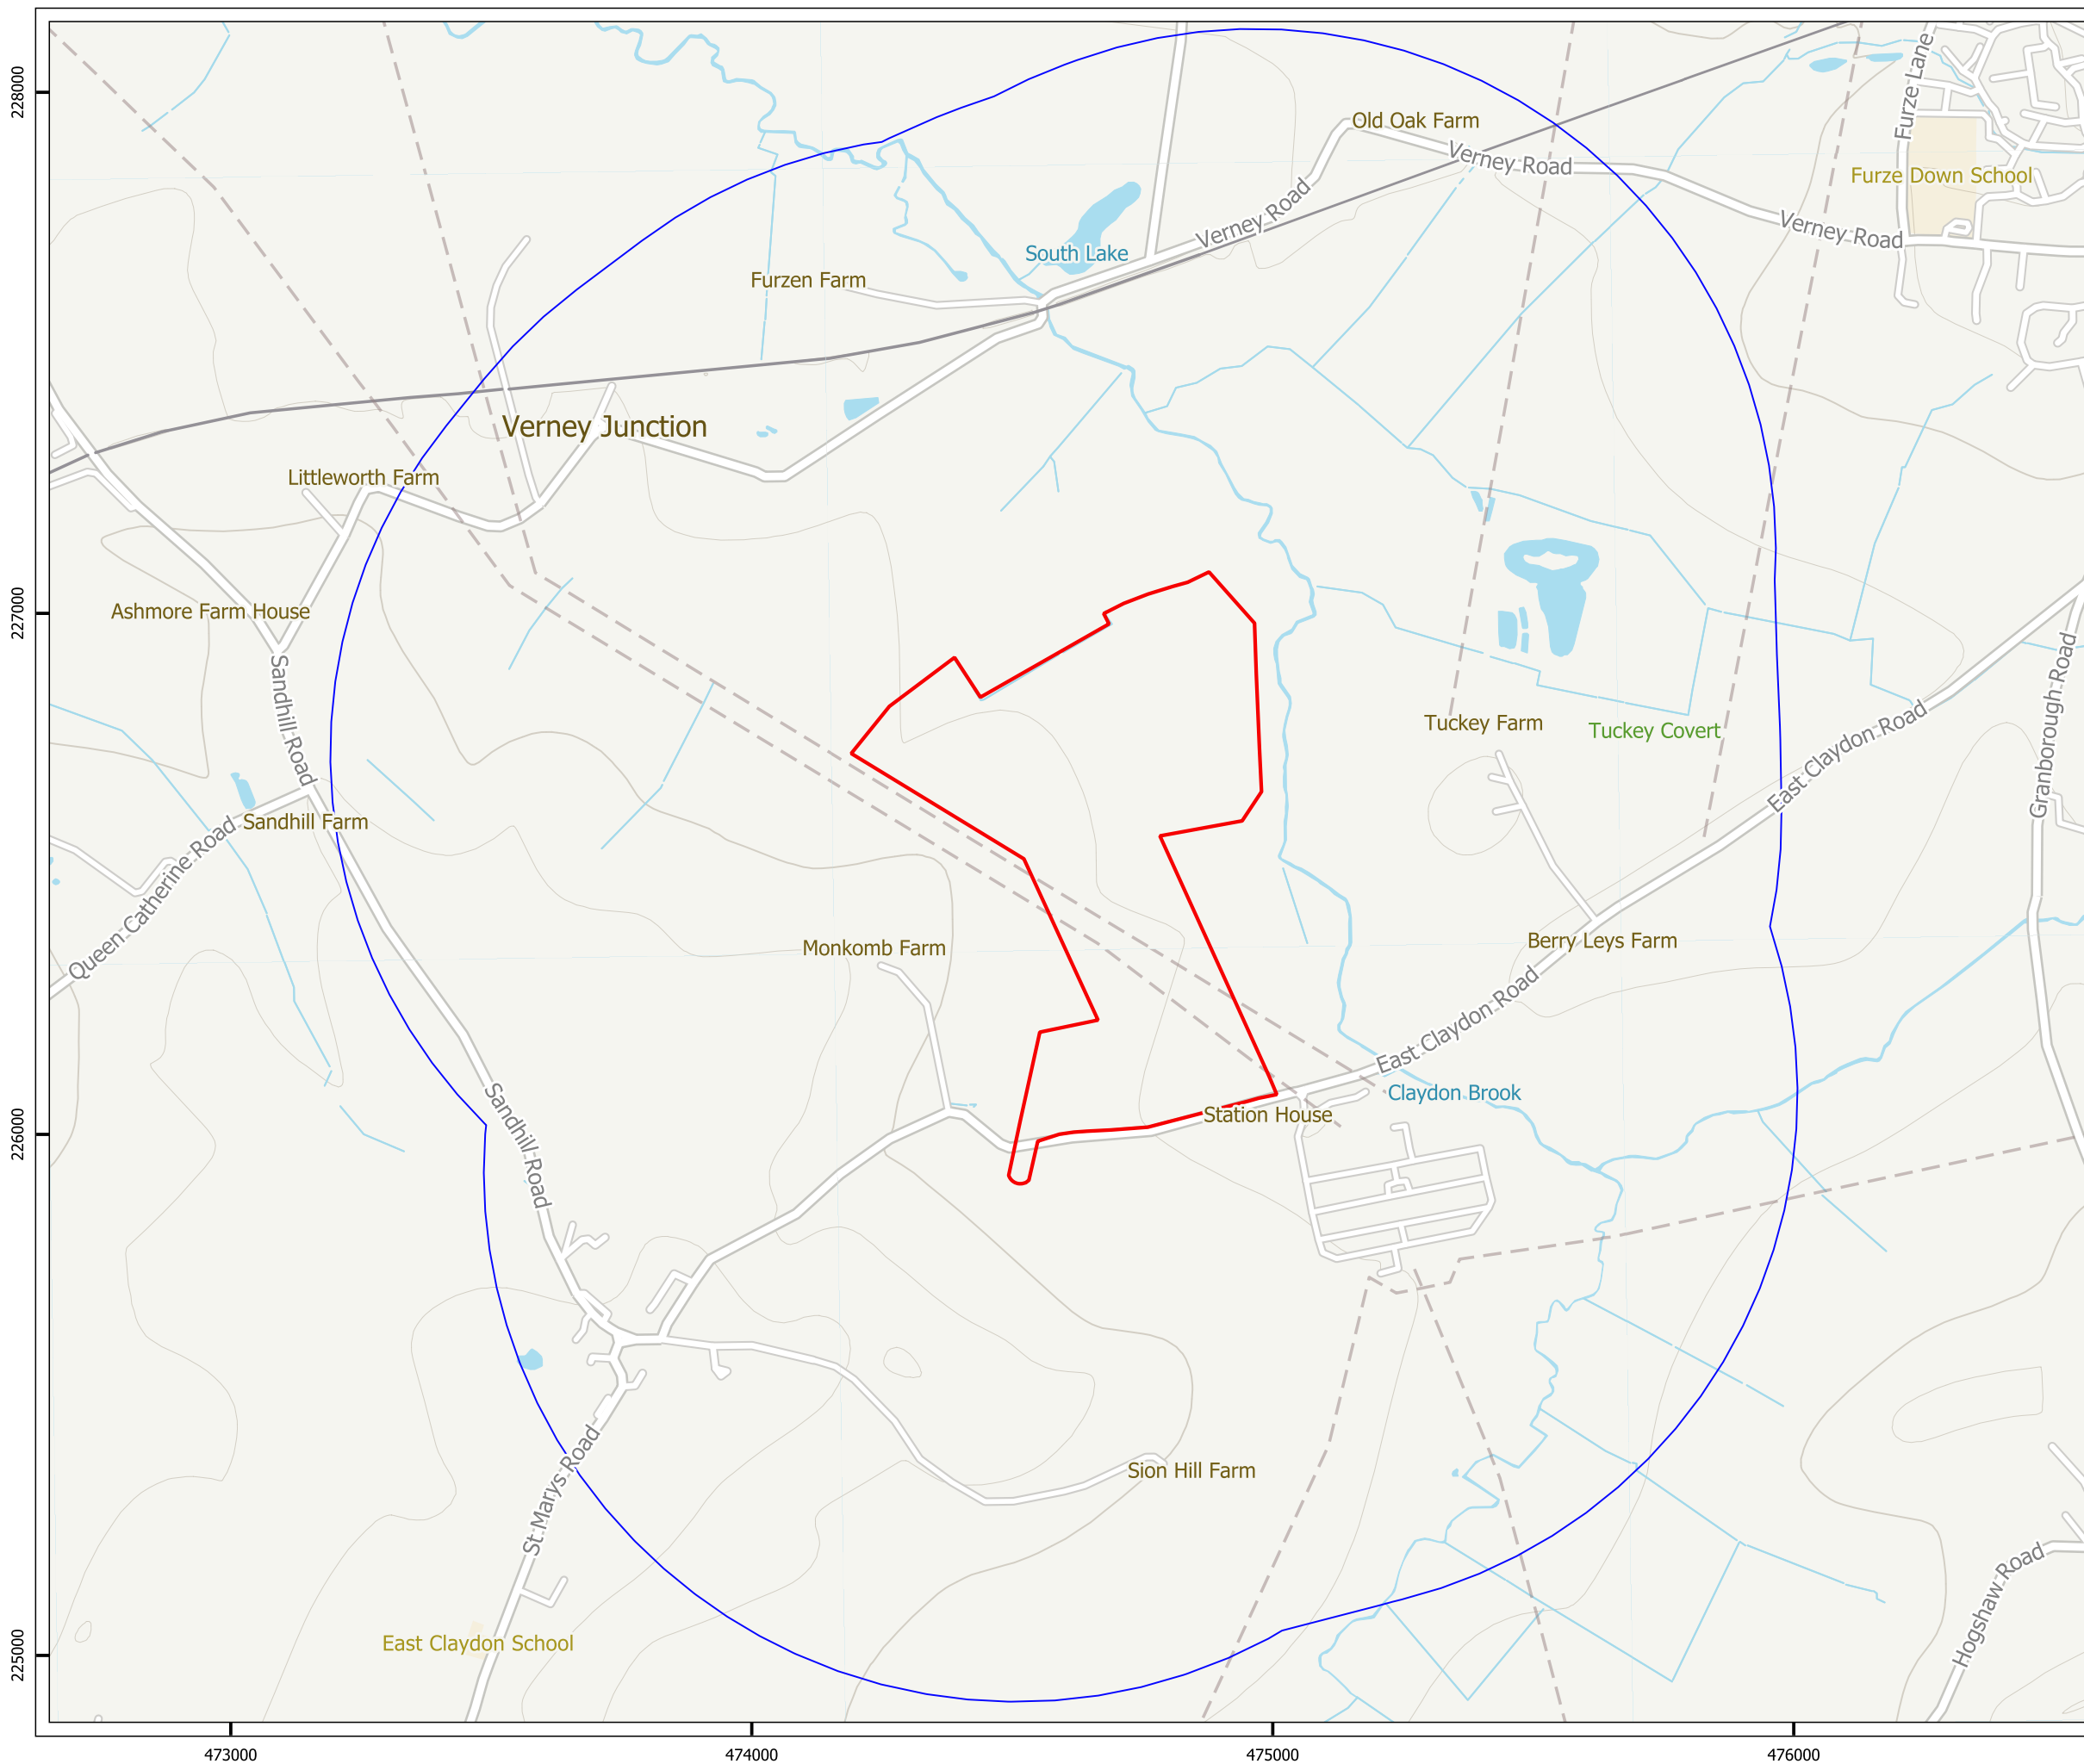 228000
227000
226000
225000
473000
474000
475000
476000
Old Oak Farm
Verney Road
Furze Lane
Furze Down School
Verney Road
Verney Road
South Lake
Furzen Farm
Verney Junction
Littleworth Farm
Ashmore Farm House
Sandhill Road
Sandhill Farm
Queen Catherine Road
Tuckey Farm
Tuckey Covert
East Claydon Road
Granborough Road
Monkomb Farm
Berry Leys Farm
East Claydon Road
Claydon Brook
Station House
Sandhill Road
St Marys Road
Sion Hill Farm
East Claydon School
Hogshaw Road